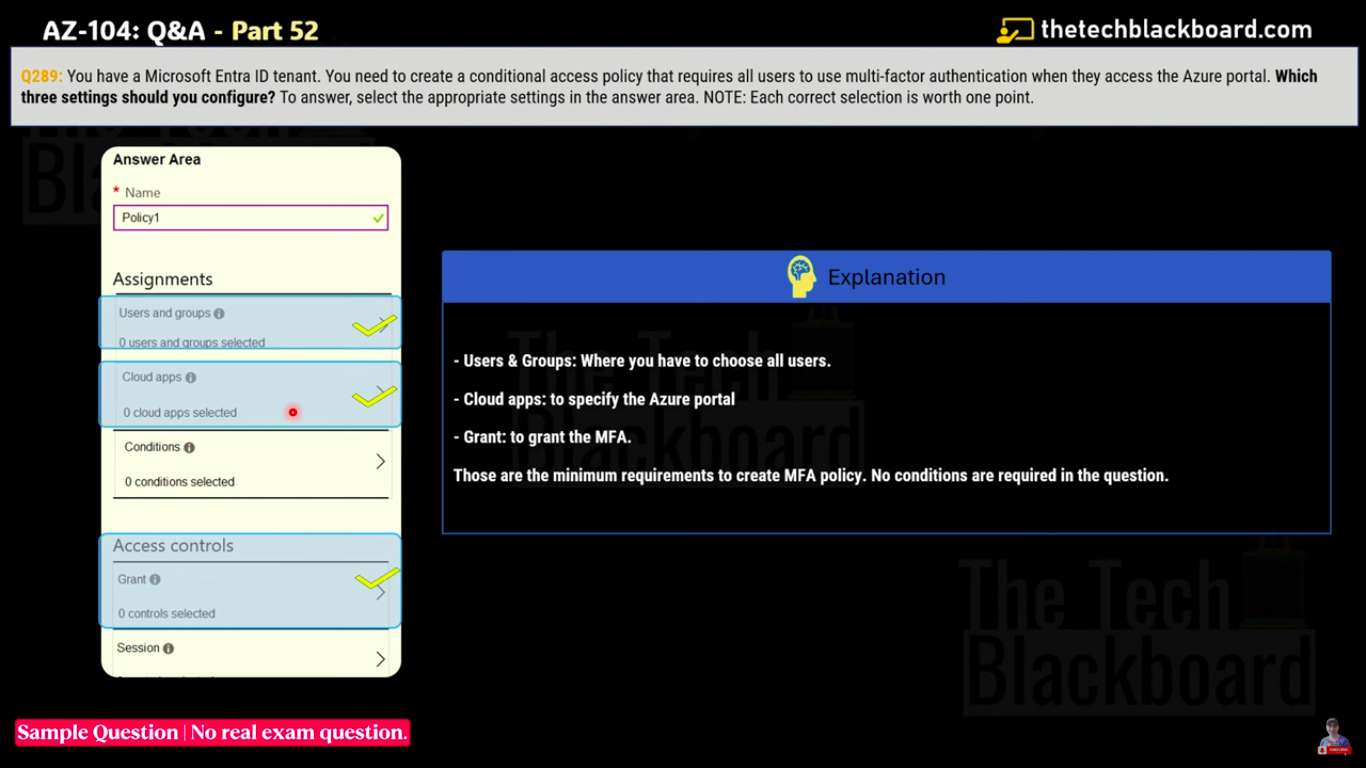 AZ-104: Q&A - Part 52
thetechblackboard.com
Q289: You have a Microsoft Entra ID tenant. You need to create a conditional access policy that requires all users to use multi-factor authentication when they access the Azure portal. Which
three settings should you configure? To answer, select the appropriate settings in the answer area. NOTE: Each correct selection is worth one point.
Answer Area
* Name
Policy1
Assignments
Users and groups
0 users and groups selected
Cloud apps
0 cloud apps selected
Conditions
0 conditions selected
Access controls
Grant
0 controls selected
Session
Explanation
- Users & Groups: Where you have to choose all users.
- Cloud apps: to specify the Azure portal
- Grant: to grant the MFA.
Those are the minimum requirements to create MFA policy. No conditions are required in the question.
The Tech
Blackboard
The Tech
Blackboard
Sample Question | No real exam question.